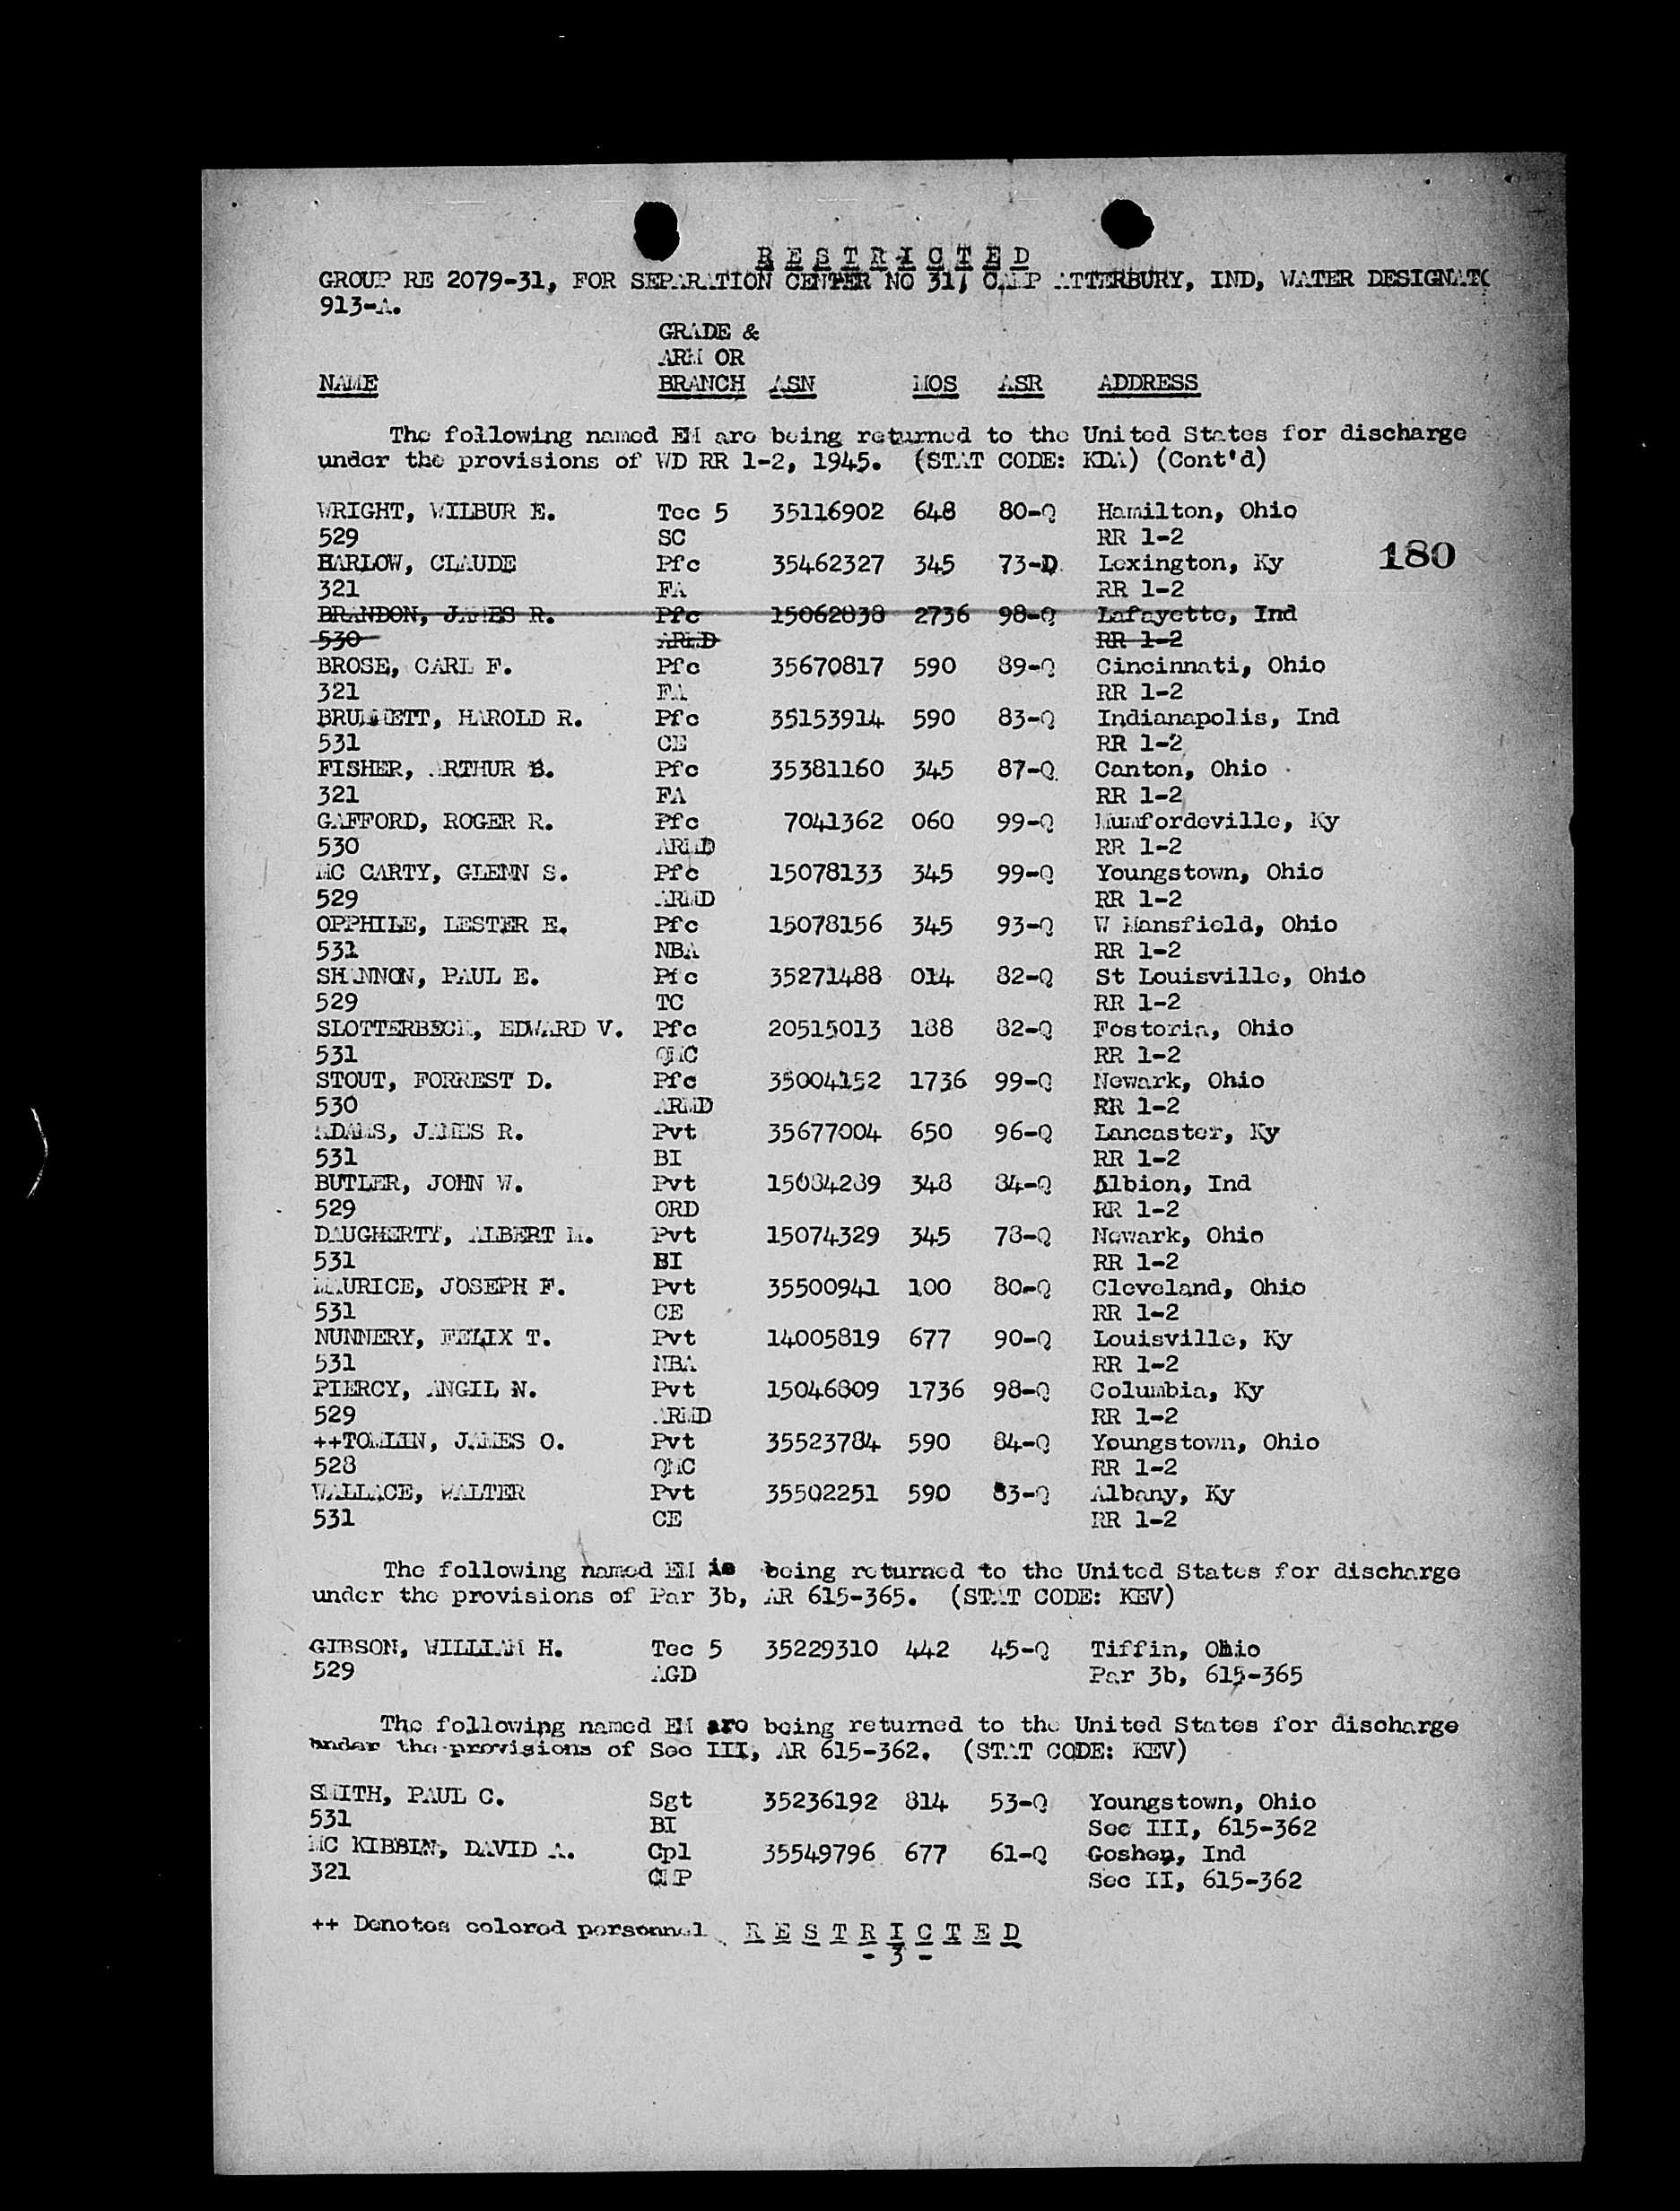 R E S T R I C T E D
GROUP RE 2079-31, FOR SEPARATION CENTER NO 31, CAMP ATTERBURY, IND, WATER DESIGNATO
913-A.
GRADE &
ARM OR
NAME BRANCH ASN MOS ASR ADDRESS
The following named EM are being returned to the United States for discharge
under the provisions of WD RR 1-2, 1945. (STAT CODE: KDA) (Cont'd)
WRIGHT, WILBUR E. Tec 5 35116902 648 80-Q Hamilton, Ohio
529 SC RR 1-2
180
HARLOW, CLAUDE Pfc 35462327 345 73-D Lexington, Ky
321 FA RR 1-2
BRANDON, JAMES R. Pfc 15062838 2736 98-Q Lafayette, Ind
530 ARMD RR 1-2
BROSE, CARL F. Pfc 35670817 590 89-Q Cincinnati, Ohio
321 FA RR 1-2
BRUMMETT, HAROLD R. Pfc 35153914 590 83-Q Indianapolis, Ind
531 CE RR 1-2
FISHER, ARTHUR B. Pfc 35381160 345 87-Q Canton, Ohio
321 FA RR 1-2
GAFFORD, ROGER R. Pfc 7041362 060 99-Q Mumfordeville, Ky
530 ARMD RR 1-2
MC CARTY, GLENN S. Pfc 15078133 345 99-Q Youngstown, Ohio
529 ARMD RR 1-2
OPPHILE, LESTER E. Pfc 15078156 345 93-Q W Mansfield, Ohio
531 NBA RR 1-2
SHANNON, PAUL E. Pfc 35271488 014 82-Q St Louisville, Ohio
529 TC RR 1-2
SLOTTERBECK, EDWARD V. Pfc 20515013 188 82-Q Fostoria, Ohio
531 QMC RR 1-2
STOUT, FORREST D. Pfc 35004152 1736 99-Q Newark, Ohio
530 ARMD RR 1-2
ADAMS, JAMES R. Pvt 35677004 650 96-Q Lancaster, Ky
531 BI RR 1-2
BUTLER, JOHN W. Pvt 15084289 348 84-Q Albion, Ind
529 ORD RR 1-2
DAUGHERTY, ALBERT M. Pvt 15074329 345 78-Q Newark, Ohio
531 BI RR 1-2
MAURICE, JOSEPH F. Pvt 35500941 100 80-Q Cleveland, Ohio
531 CE RR 1-2
NUNNERY, FELIX T. Pvt 14005819 677 90-Q Louisville, Ky
531 NBA RR 1-2
PIERCY, ANGIL N. Pvt 15046809 1736 98-Q Columbia, Ky
529 ARMD RR 1-2
++TOMLIN, JAMES O. Pvt 35523784 590 84-Q Youngstown, Ohio
528 QMC RR 1-2
WALLACE, WALTER Pvt 35502251 590 83-Q Albany, Ky
531 CE RR 1-2
The following named EM is being returned to the United States for discharge
under the provisions of Par 3b, AR 615-365. (STAT CODE: KEV)
GIBSON, WILLIAM H. Tec 5 35229310 442 45-Q Tiffin, Ohio
529 AGD Par 3b, 615-365
The following named EM are being returned to the United States for discharge
under the provisions of Sec III, AR 615-362. (STAT CODE: KEV)
SMITH, PAUL C. Sgt 35236192 814 53-Q Youngstown, Ohio
531 BI Sec III, 615-362
MC KIBBIN, DAVID A. Cpl 35549796 677 61-Q Goshen, Ind
321 CMP Sec II, 615-362
++ Denotes colored personnel R E S T R I C T E D
- 3 -